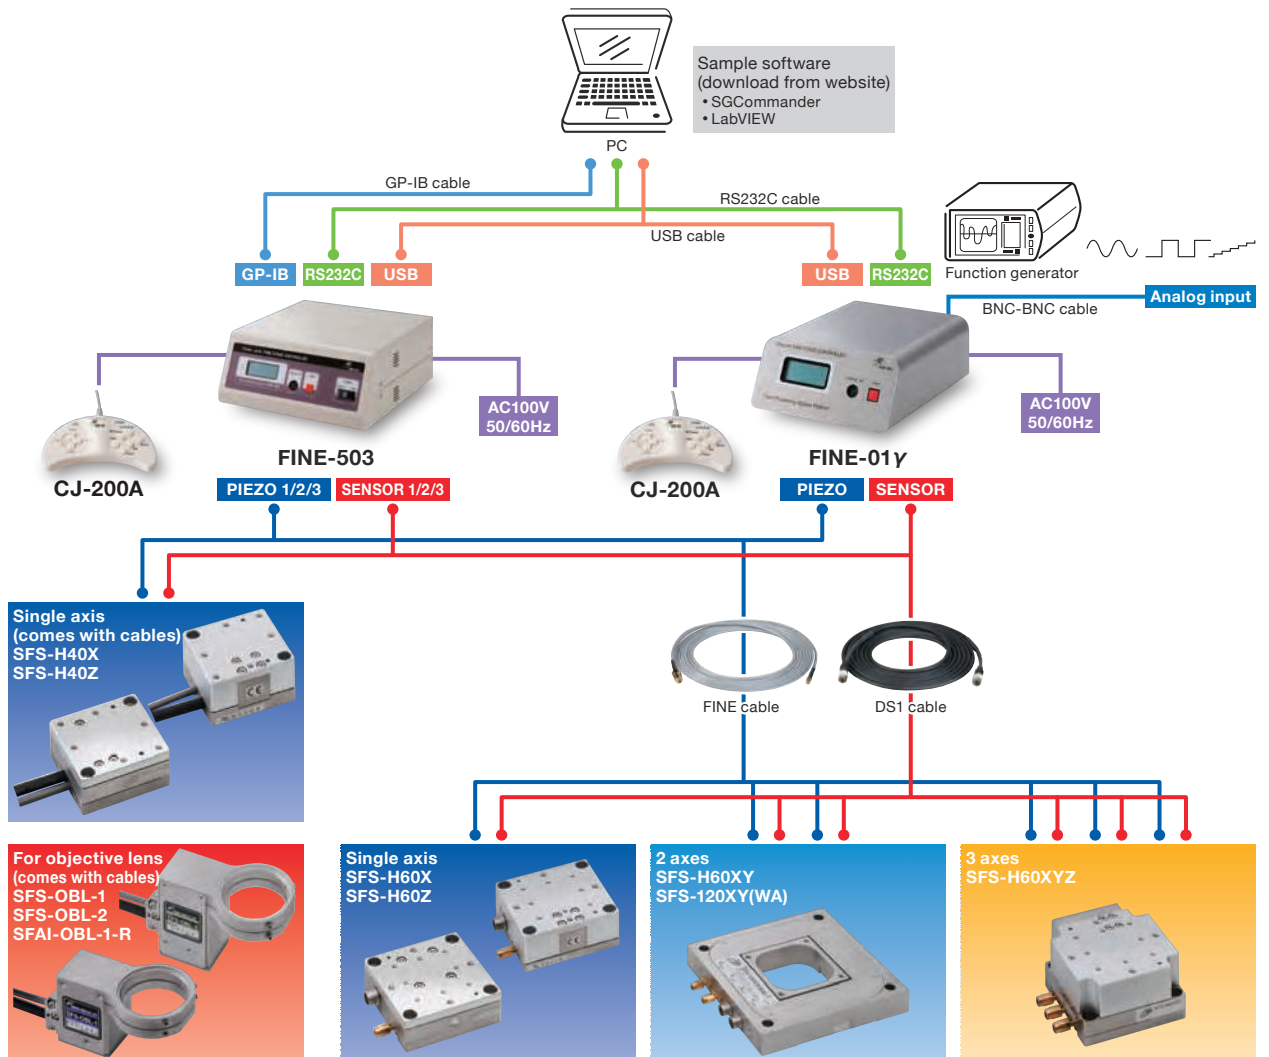 Sample software
(download from website)
• SGCommander
• LabVIEW
PC
GP-IB cable
RS232C cable
USB cable
GP-IB
RS232C
USB
USB
RS232C
Function generator
BNC-BNC cable
Analog input
AC100V
50/60Hz
AC100V
50/60Hz
CJ-200A
FINE-503
CJ-200A
FINE-01γ
PIEZO 1/2/3
SENSOR 1/2/3
PIEZO
SENSOR
Single axis
(comes with cables)
SFS-H40X
SFS-H40Z
CE
FINE cable
DS1 cable
For objective lens
(comes with cables)
SFS-OBL-1
SFS-OBL-2
SFAI-OBL-1-R
SFS-OBL-1
Single axis
SFS-H60X
SFS-H60Z
CE
2 axes
SFS-H60XY
SFS-120XY(WA)
3 axes
SFS-H60XYZ